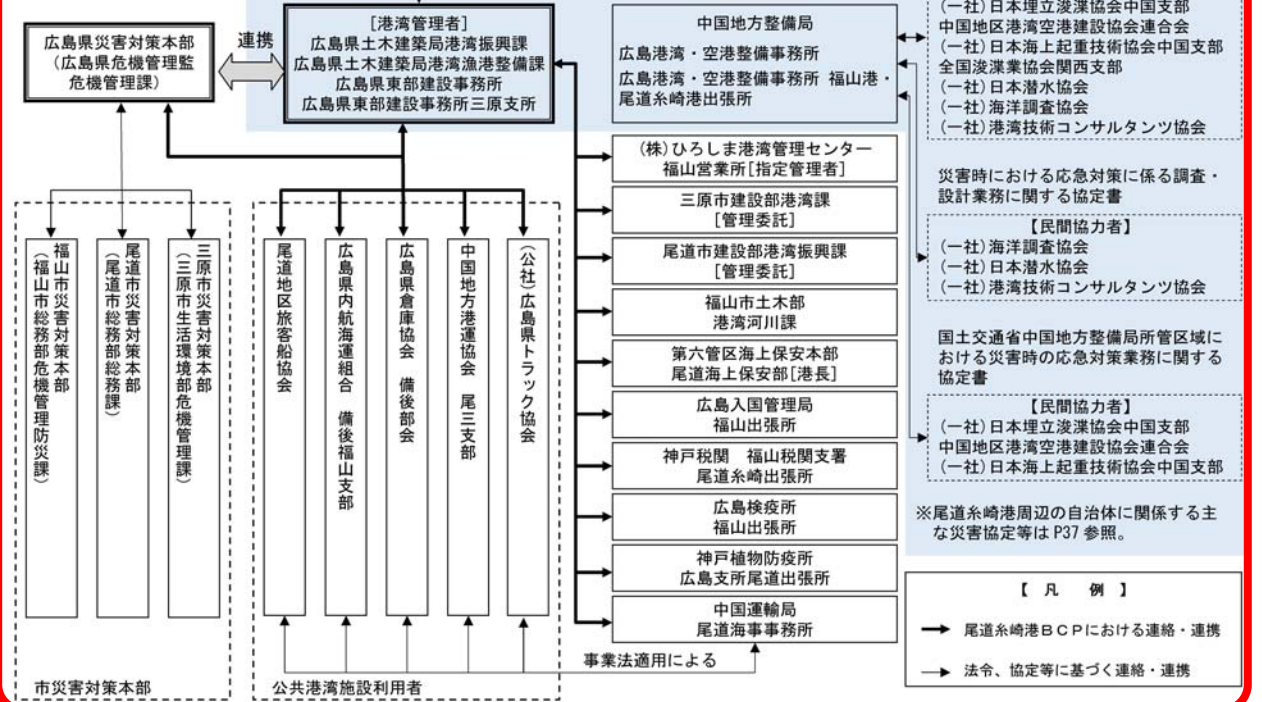 広島県災害対策本部
(広島県危機管理監
危機管理課)
連携
[港湾管理者]
広島県土木建築局港湾振興課
広島県土木建築局港湾漁港整備課
広島県東部建設事務所
広島県東部建設事務所三原支所
中国地方整備局
広島港湾・空港整備事務所
広島港湾・空港整備事務所 福山港・
尾道糸崎港出張所
(一社)日本埋立浚渫協会中国支部
中国地区港湾空港建設協会連合会
(一社)日本海上起重技術協会中国支部
全国浚渫業協会関西支部
(一社)日本潜水協会
(一社)海洋調査協会
(一社)港湾技術コンサルタンツ協会
災害時における応急対策に係る調査・
設計業務に関する協定書
【民間協力者】
(一社)海洋調査協会
(一社)日本潜水協会
(一社)港湾技術コンサルタンツ協会
国土交通省中国地方整備局所管区域に
おける災害時の応急対策業務に関する
協定書
【民間協力者】
(一社)日本埋立浚渫協会中国支部
中国地区港湾空港建設協会連合会
(一社)日本海上起重技術協会中国支部
※尾道糸崎港周辺の自治体に関係する主
な災害協定等は P37 参照。
(株)ひろしま港湾管理センター
福山営業所[指定管理者]
三原市建設部港湾課
[管理委託]
尾道市建設部港湾振興課
[管理委託]
福山市土木部
港湾河川課
第六管区海上保安本部
尾道海上保安部[港長]
広島入国管理局
福山出張所
神戸税関 福山税関支署
尾道糸崎出張所
広島検疫所
福山出張所
神戸植物防疫所
広島支所尾道出張所
中国運輸局
尾道海事事務所
福山市災害対策本部
(福山市総務部危機管理防災課)
尾道市災害対策本部
(尾道市総務部総務課)
三原市災害対策本部
(三原市生活環境部危機管理課)
市災害対策本部
尾道地区旅客船協会
広島県内航海運組合 備後福山支部
広島県倉庫協会 備後部会
中国地方港運協会 尾三支部
(公社)広島県トラック協会
公共港湾施設利用者
事業法適用による
【 凡 例 】
尾道糸崎港BCPにおける連絡・連携
法令、協定等に基づく連絡・連携